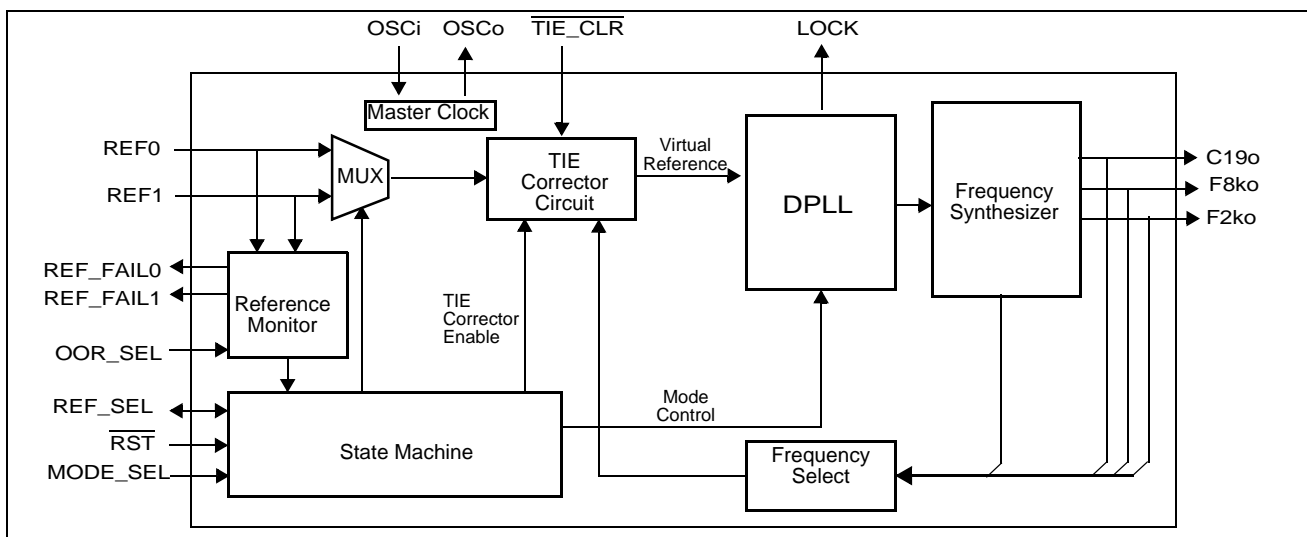 OSCi
OSCo
TIE_CLR
LOCK
Master Clock
REF0
REF1
MUX
TIE
Corrector
Circuit
Virtual
Reference
DPLL
Frequency
Synthesizer
C19o
F8ko
F2ko
REF_FAIL0
REF_FAIL1
OOR_SEL
Reference
Monitor
TIE
Corrector
Enable
REF_SEL
RST
MODE_SEL
State Machine
Mode
Control
Frequency
Select